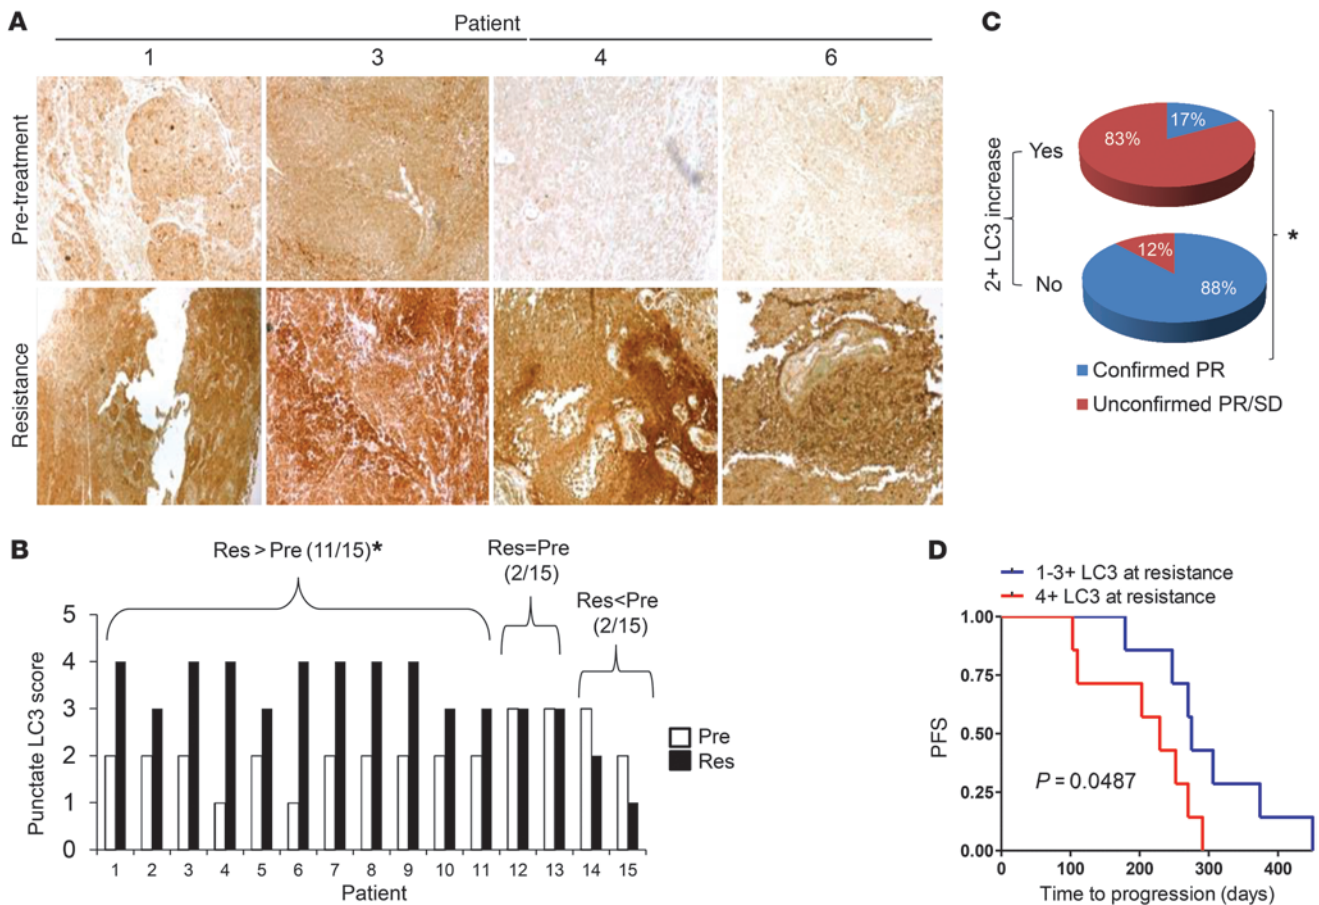 A
Patient
1 3 4 6
Pre-treatment
Resistance
B
Res > Pre (11/15)*
Res=Pre
(2/15)
Res<Pre
(2/15)
Punctate LC3 score
5
4
3
2
1
0
1 2 3 4 5 6 7 8 9 10 11 12 13 14 15
Patient
Pre
Res
C
2+ LC3 increase
Yes
83%
17%
*
No
12%
88%
Confirmed PR
Unconfirmed PR/SD
D
1-3+ LC3 at resistance
4+ LC3 at resistance
PFS
1.00
0.75
0.50
0.25
0.00
P = 0.0487
0 100 200 300 400
Time to progression (days)